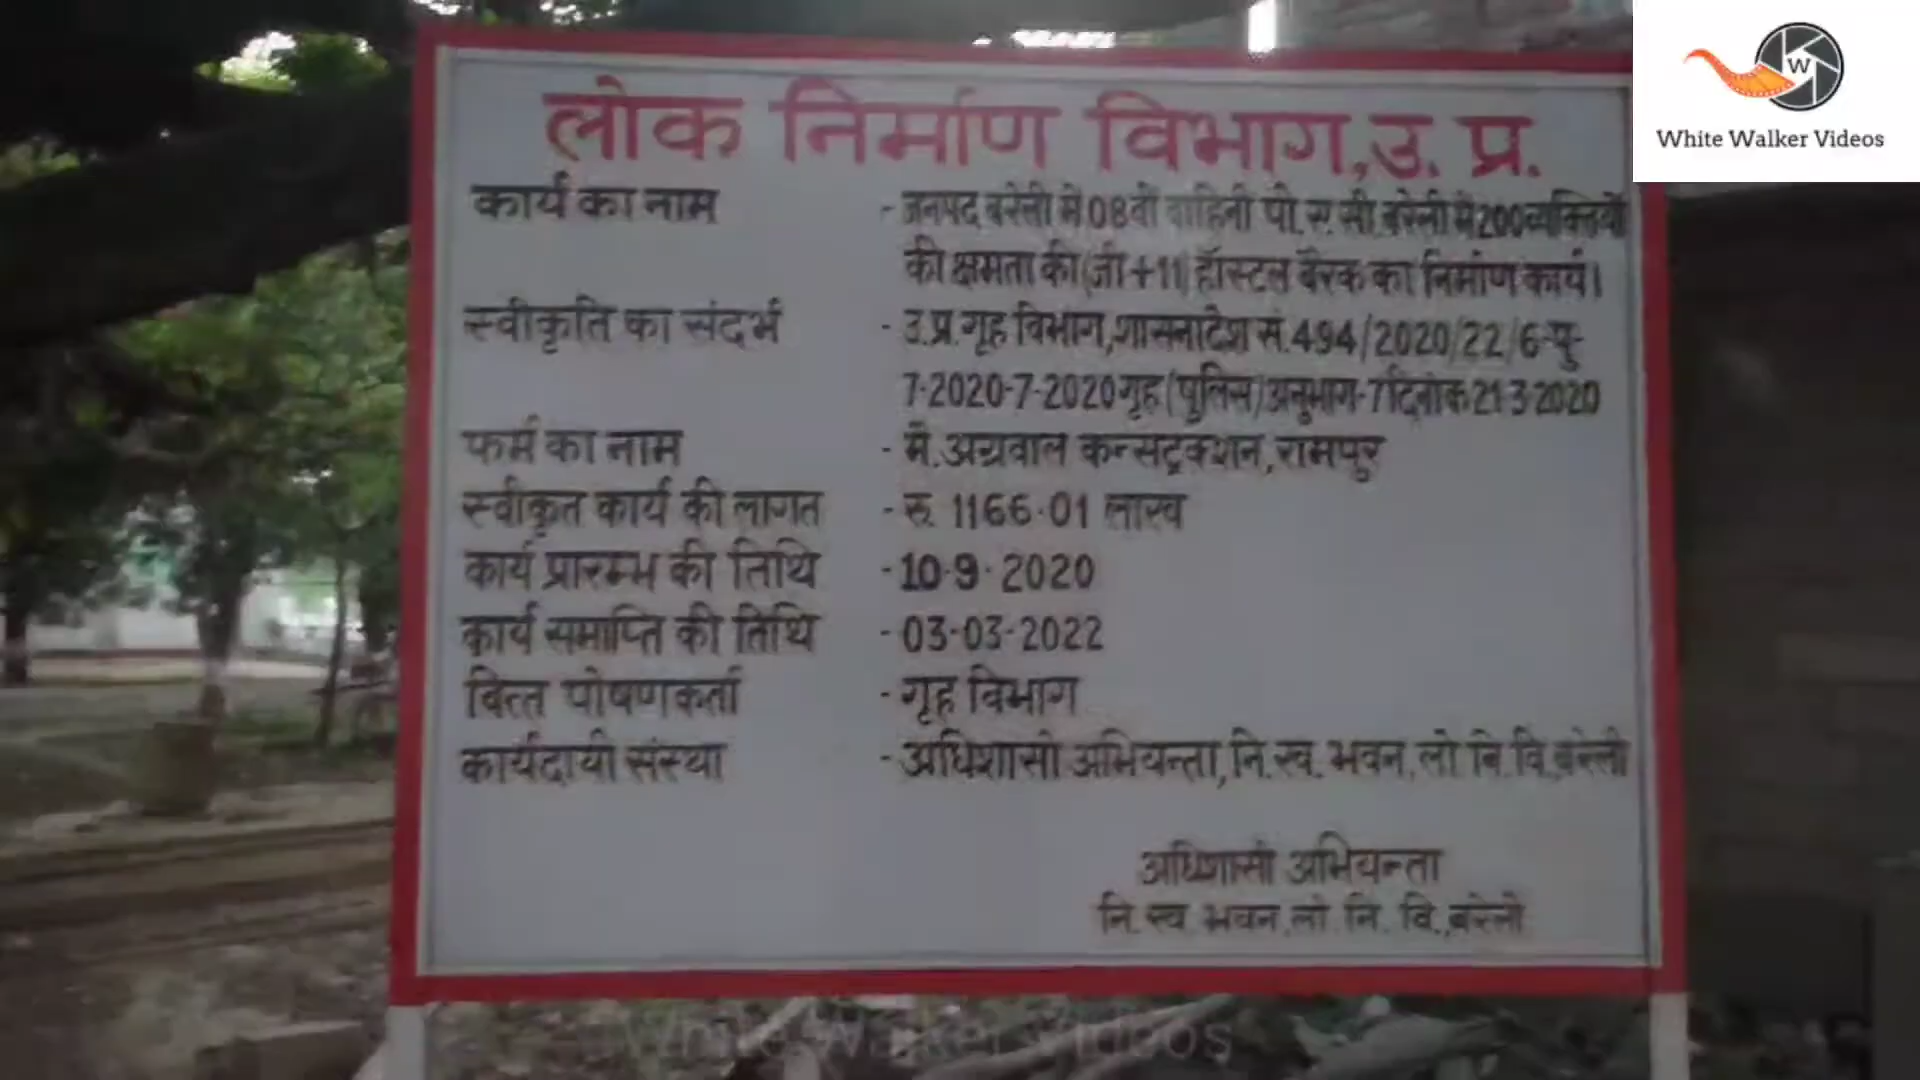 White Walker Videos
लोक निर्माण विभाग,उ. प्र.
कार्य का नाम - जनपद बरेली में 08वीं वाहिनी पी.ए.सी.बरेली में 200 व्यक्तियों
की क्षमता की (जी+11) हॉस्टल बैरक का निर्माण कार्य।
स्वीकृति का संदर्भ - उ.प्र.गृह विभाग,शासनादेश सं.494/2020/22/6-पु-
7-2020-7-2020 गृह (पुलिस) अनुभाग-7 दिनांक 21-3-2020
फर्म का नाम - मै.अग्रवाल कन्सट्रक्शन,रामपुर
स्वीकृत कार्य की लागत - रू. 1166.01 लाख
कार्य प्रारम्भ की तिथि - 10-9-2020
कार्य समाप्ति की तिथि - 03-03-2022
वित्त पोषणकर्ता - गृह विभाग
कार्यदायी संस्था - अधिशासी अभियन्ता,नि.ख. भवन,लो.नि.वि.,बरेली
अधिशासी अभियन्ता
नि. ख. भवन,लो. नि. वि.,बरेली
White Walker Videos